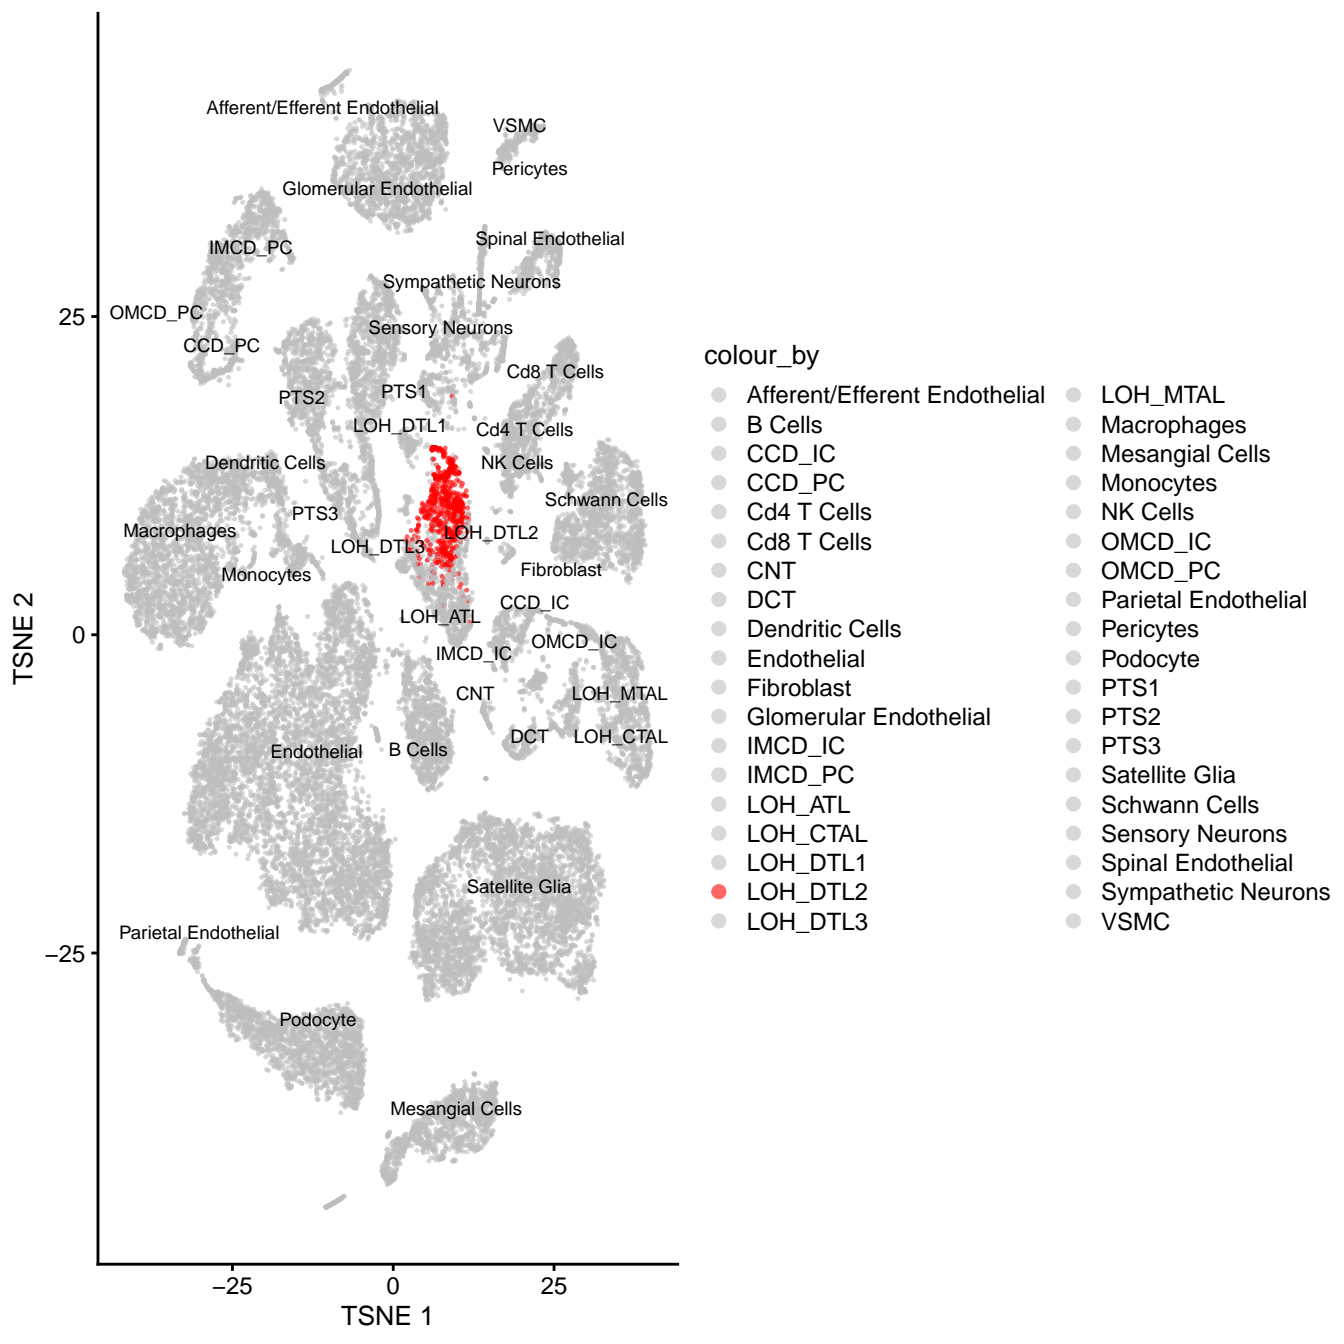 Afferent/Efferent Endothelial
VSMC
Pericytes
Glomerular Endothelial
Spinal Endothelial
IMCD_PC
Sympathetic Neurons
OMCD_PC
Sensory Neurons
CCD_PC
Cd8 T Cells
PTS1
PTS2
LOH_DTL1
Cd4 T Cells
Dendritic Cells
NK Cells
Schwann Cells
PTS3
Macrophages
LOH_DTL2
LOH_DTL3
Fibroblast
Monocytes
CCD_IC
LOH_ATL
OMCD_IC
IMCD_IC
CNT
LOH_MTAL
DCT
LOH_CTAL
B Cells
Endothelial
Satellite Glia
Parietal Endothelial
Podocyte
Mesangial Cells
25
0
−25
TSNE 2
−25
0
25
TSNE 1
colour_by
Afferent/Efferent Endothelial
B Cells
CCD_IC
CCD_PC
Cd4 T Cells
Cd8 T Cells
CNT
DCT
Dendritic Cells
Endothelial
Fibroblast
Glomerular Endothelial
IMCD_IC
IMCD_PC
LOH_ATL
LOH_CTAL
LOH_DTL1
LOH_DTL2
LOH_DTL3
LOH_MTAL
Macrophages
Mesangial Cells
Monocytes
NK Cells
OMCD_IC
OMCD_PC
Parietal Endothelial
Pericytes
Podocyte
PTS1
PTS2
PTS3
Satellite Glia
Schwann Cells
Sensory Neurons
Spinal Endothelial
Sympathetic Neurons
VSMC